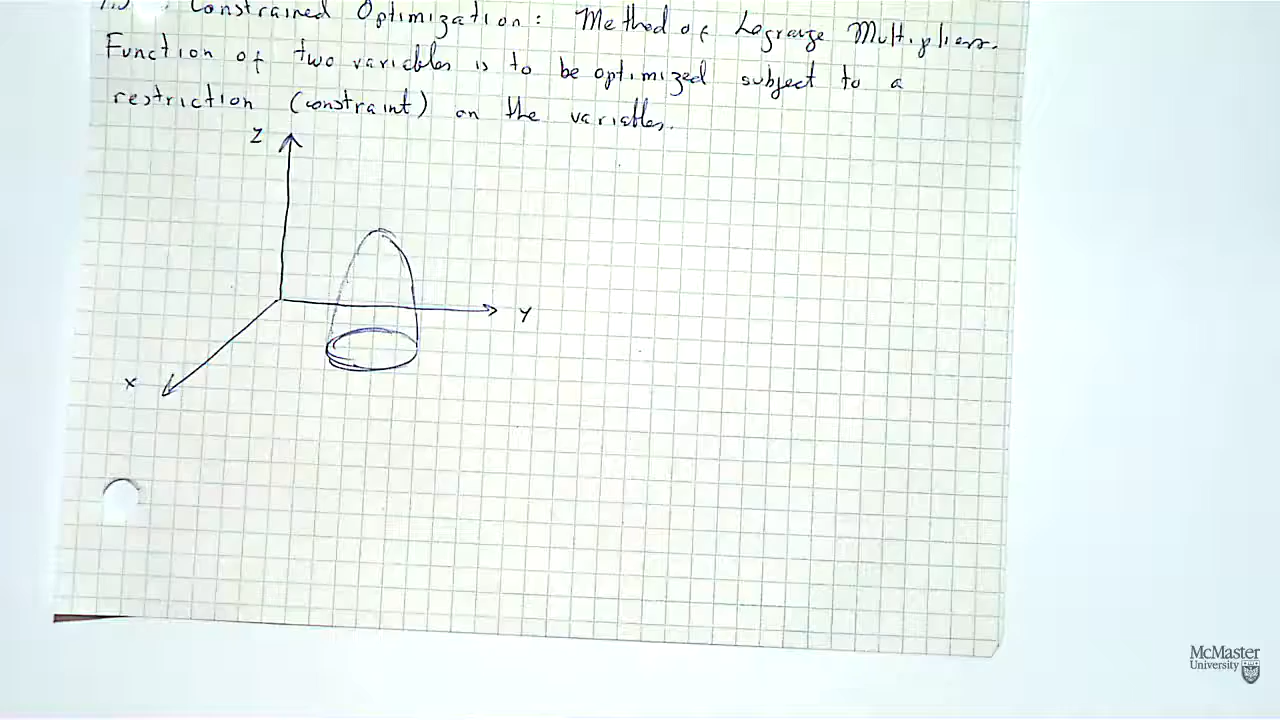 Constrained Optimization: Method of Lagrange Multipliers.
Function of two variables is to be optimized subject to a
restriction (constraint) on the variables.
Z
y
x
McMaster
University